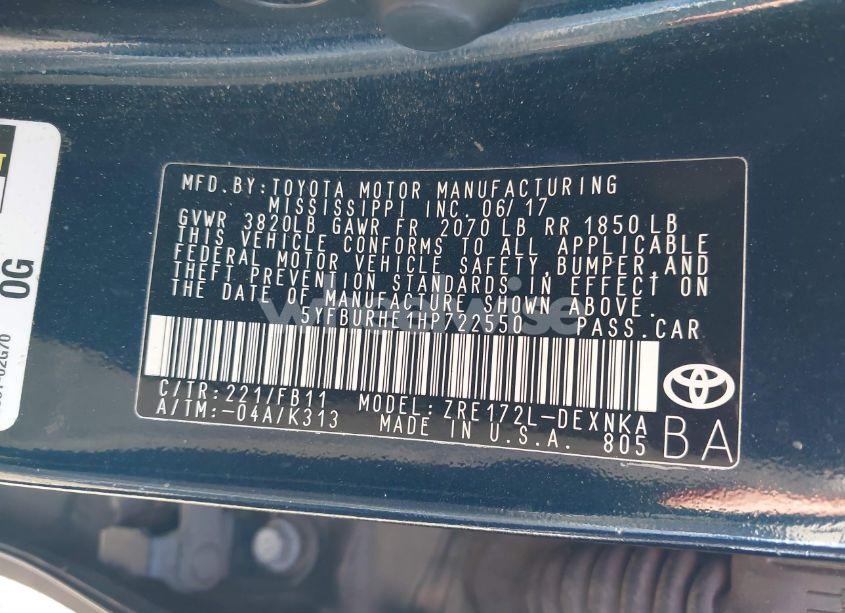 MFD.BY:TOYOTA MOTOR MANUFACTURING
MISSISSIPPI INC. 06/17
GVWR 3820LB GAWR FR 2070 LB RR 1850 LB
THIS VEHICLE CONFORMS TO ALL APPLICABLE
FEDERAL MOTOR VEHICLE SAFETY,BUMPER,AND
THEFT PREVENTION STANDARDS IN EFFECT ON
THE DATE OF MANUFACTURE SHOWN ABOVE.
5YFBURHE1HP722550 PASS.CAR
C/TR:221/FB11 MODEL:ZRE172L-DEXNKA
A/TM:-04A/K313 MADE IN U.S.A. 805
BA
0G